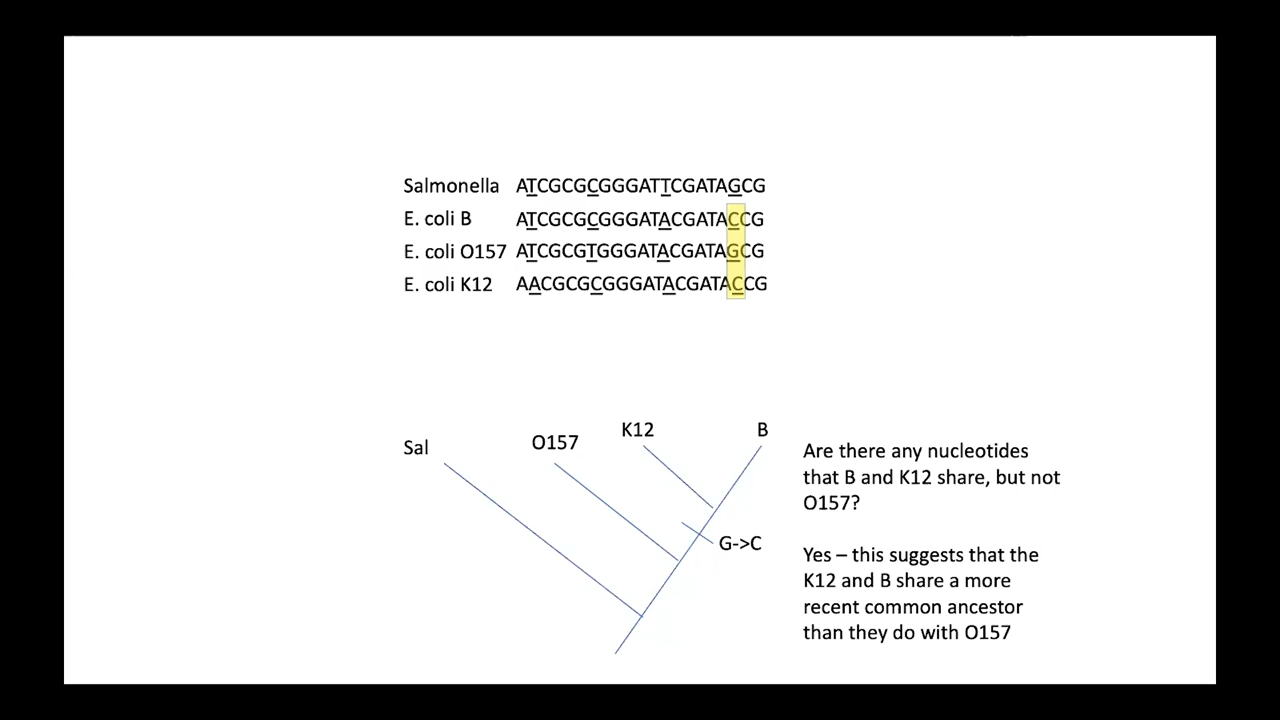 Salmonella ATCGCGCGGGATTCGATAGCG
E. coli B ATCGCGCGGGATACGATACCG
E. coli O157 ATCGCGTGGGATACGATAGCG
E. coli K12 AACGCGCGGGATACGATACCG
Sal
O157
K12
B
G->C
Are there any nucleotides
that B and K12 share, but not
O157?
Yes – this suggests that the
K12 and B share a more
recent common ancestor
than they do with O157